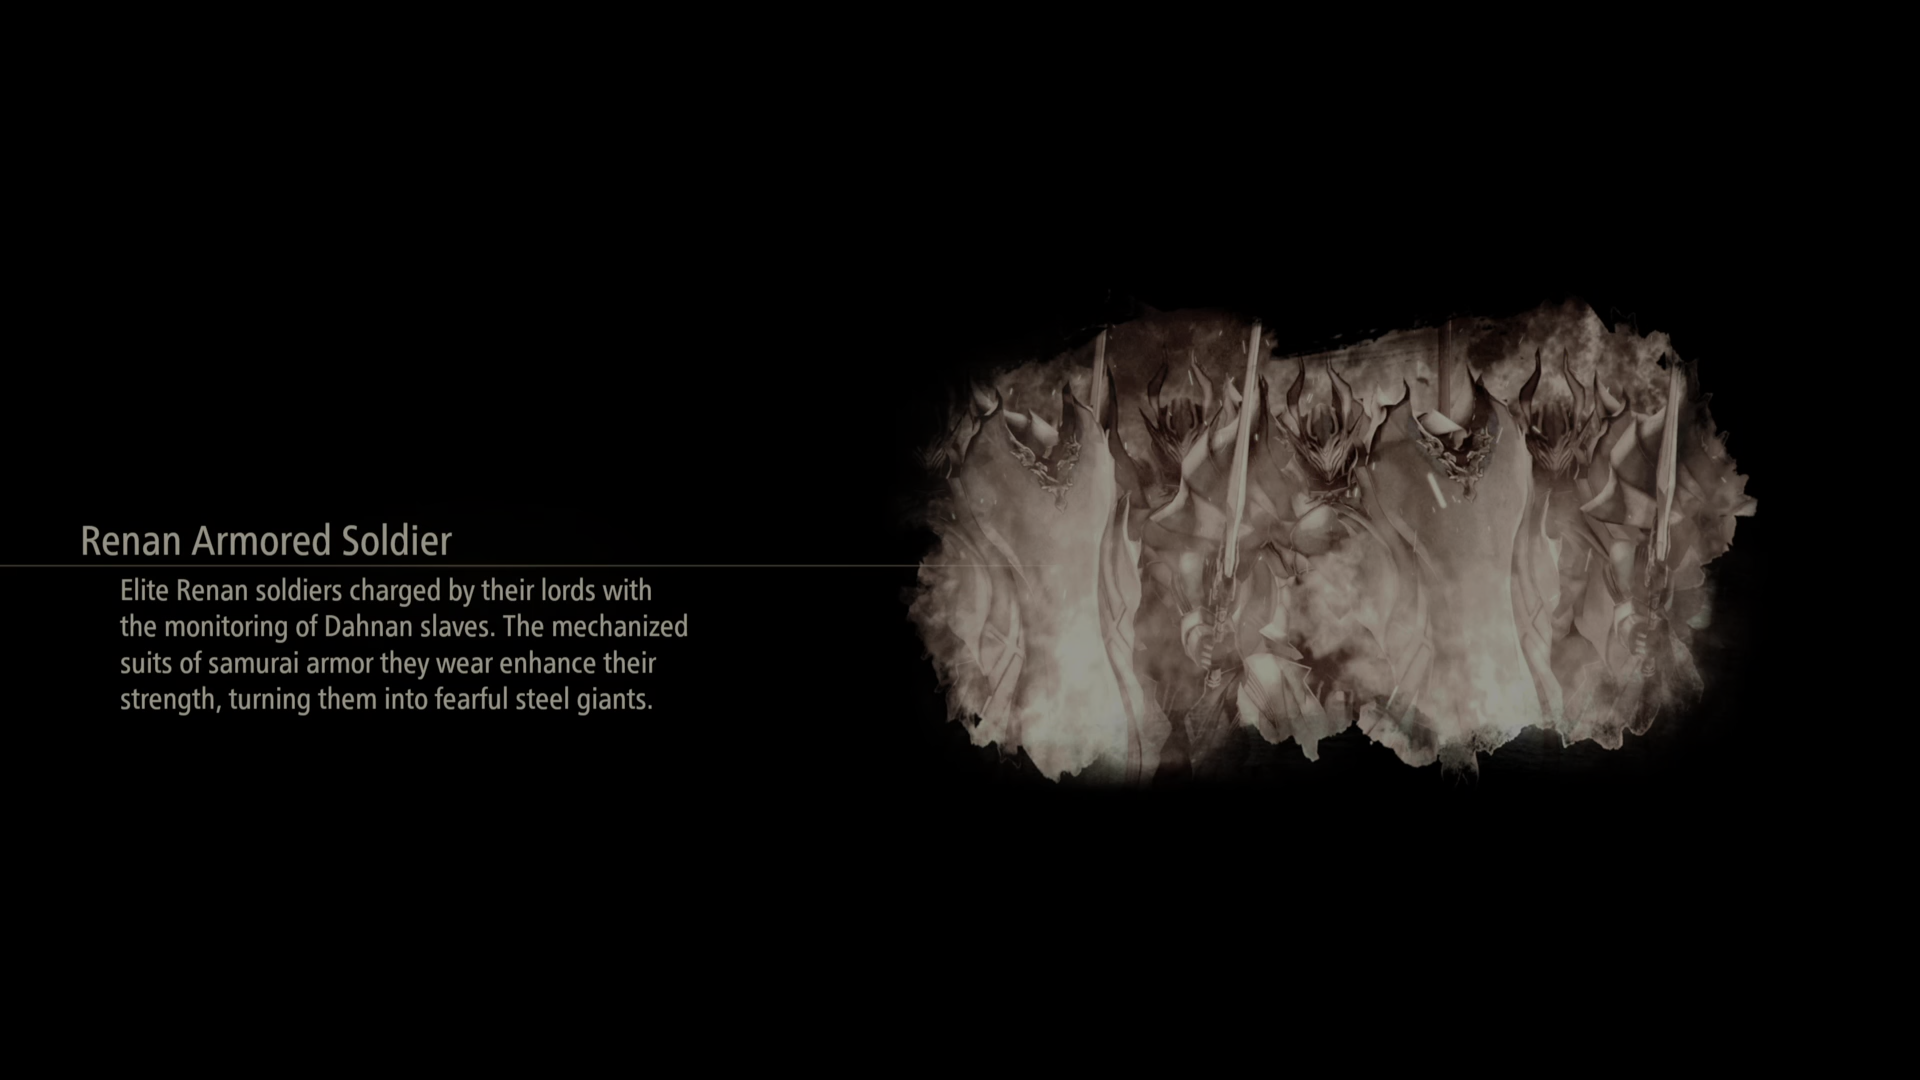 Renan Armored Soldier
Elite Renan soldiers charged by their lords with
the monitoring of Dahnan slaves. The mechanized
suits of samurai armor they wear enhance their
strength, turning them into fearful steel giants.